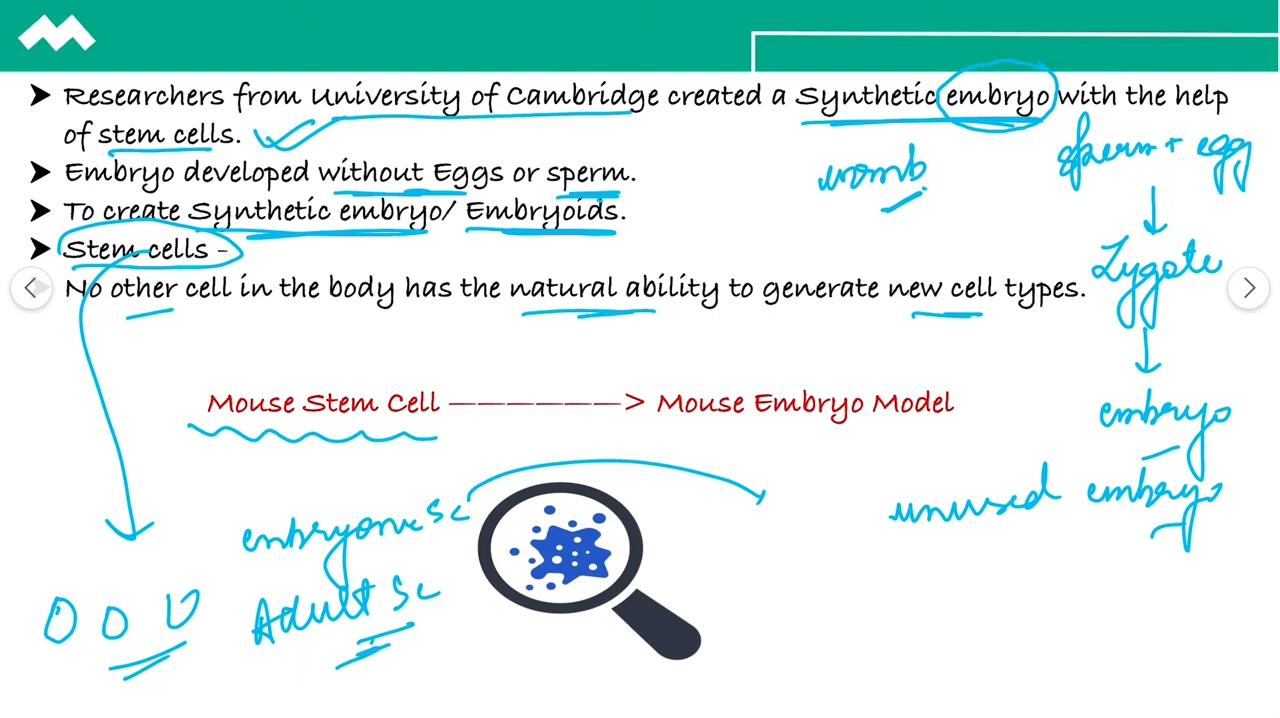 ➤ Researchers from University of Cambridge created a Synthetic embryo with the help
of stem cells.
➤ Embryo developed without Eggs or sperm.
➤ To create Synthetic embryo/ Embryoids.
➤ Stem cells -
No other cell in the body has the natural ability to generate new cell types.
Mouse Stem Cell ——————> Mouse Embryo Model
womb
sperm + egg
Zygote
embryo
unused embryo
embryonic Sc
Adult Sc